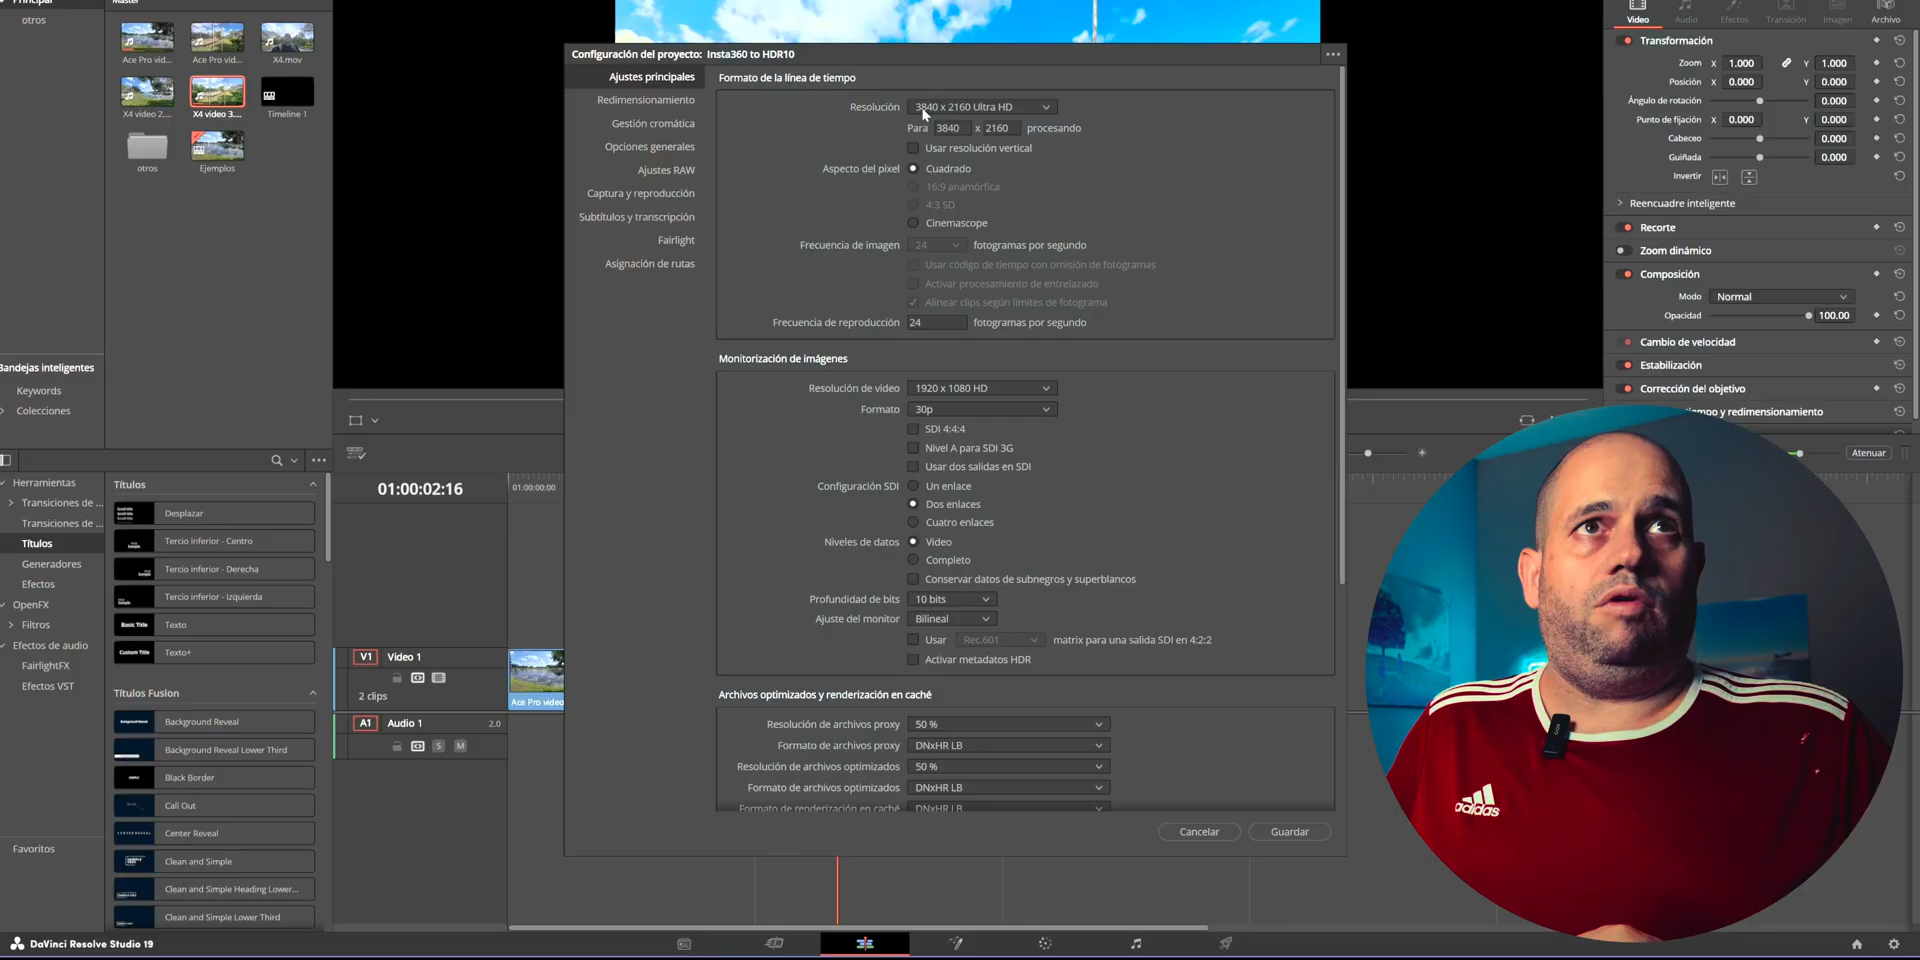 Principal
otros
Master
Ace Pro vid...
Ace Pro vid...
X4.mov
X4 video 2....
X4 video 3....
Timeline 1
otros
Ejemplos
Bandejas inteligentes
Keywords
Colecciones
Configuración del proyecto: Insta360 to HDR10
Ajustes principales
Redimensionamiento
Gestión cromática
Opciones generales
Ajustes RAW
Captura y reproducción
Subtítulos y transcripción
Fairlight
Asignación de rutas
Formato de la línea de tiempo
Resolución 3840 x 2160 Ultra HD
Para 3840 x 2160 procesando
Usar resolución vertical
Aspecto del pixel Cuadrado
16:9 anamórfica
4:3 SD
Cinemascope
Frecuencia de imagen 24 fotogramas por segundo
Usar código de tiempo con omisión de fotogramas
Activar procesamiento de entrelazado
Alinear clips según límites de fotograma
Frecuencia de reproducción 24 fotogramas por segundo
Monitorización de imágenes
Resolución de video 1920 x 1080 HD
Formato 30p
SDI 4:4:4
Nivel A para SDI 3G
Usar dos salidas en SDI
Configuración SDI Un enlace
Dos enlaces
Cuatro enlaces
Niveles de datos Video
Completo
Conservar datos de subnegros y superblancos
Profundidad de bits 10 bits
Ajuste del monitor Bilineal
Usar Rec.601 matrix para una salida SDI en 4:2:2
Activar metadatos HDR
Archivos optimizados y renderización en caché
Resolución de archivos proxy 50 %
Formato de archivos proxy DNxHR LB
Resolución de archivos optimizados 50 %
Formato de archivos optimizados DNxHR LB
Formato de renderización en caché DNxHR LB
Cancelar
Guardar
Video
Audio
Efectos
Transición
Imagen
Archivo
Transformación
Zoom X 1.000 Y 1.000
Posición X 0.000 Y 0.000
Ángulo de rotación 0.000
Punto de fijación X 0.000 Y 0.000
Cabeceo 0.000
Guiñada 0.000
Invertir
Reencuadre inteligente
Recorte
Zoom dinámico
Composición
Modo Normal
Opacidad 100.00
Cambio de velocidad
Estabilización
Corrección del objetivo
tiempo y redimensionamiento
Atenuar
Herramientas
Transiciones de ...
Transiciones de ...
Títulos
Generadores
Efectos
OpenFX
Filtros
Efectos de audio
FairlightFX
Efectos VST
Favoritos
Títulos
Desplazar
Tercio inferior - Centro
Tercio inferior - Derecha
Tercio inferior - Izquierda
Basic Title Texto
Custom Title Texto+
Títulos Fusion
Background Reveal
Background Reveal Lower Third
Black Border
Call Out
Center Reveal
Clean and Simple
Clean and Simple Heading Lower...
Clean and Simple Lower Third
01:00:02:16
01:00:00:00
V1 Video 1
2 clips
Ace Pro video
A1 Audio 1 2.0
S M
adidas
DaVinci Resolve Studio 19